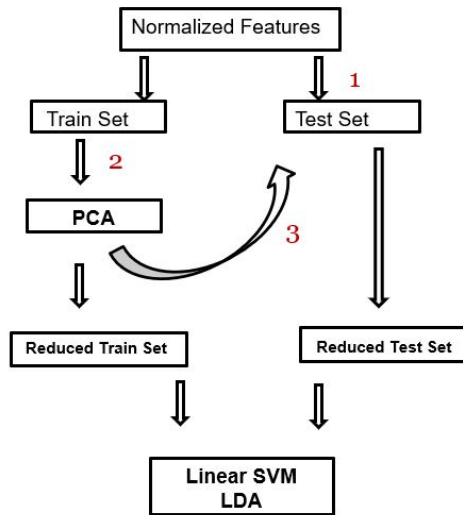 Normalized Features
1
Train Set
Test Set
2
PCA
3
Reduced Train Set
Reduced Test Set
Linear SVM
LDA